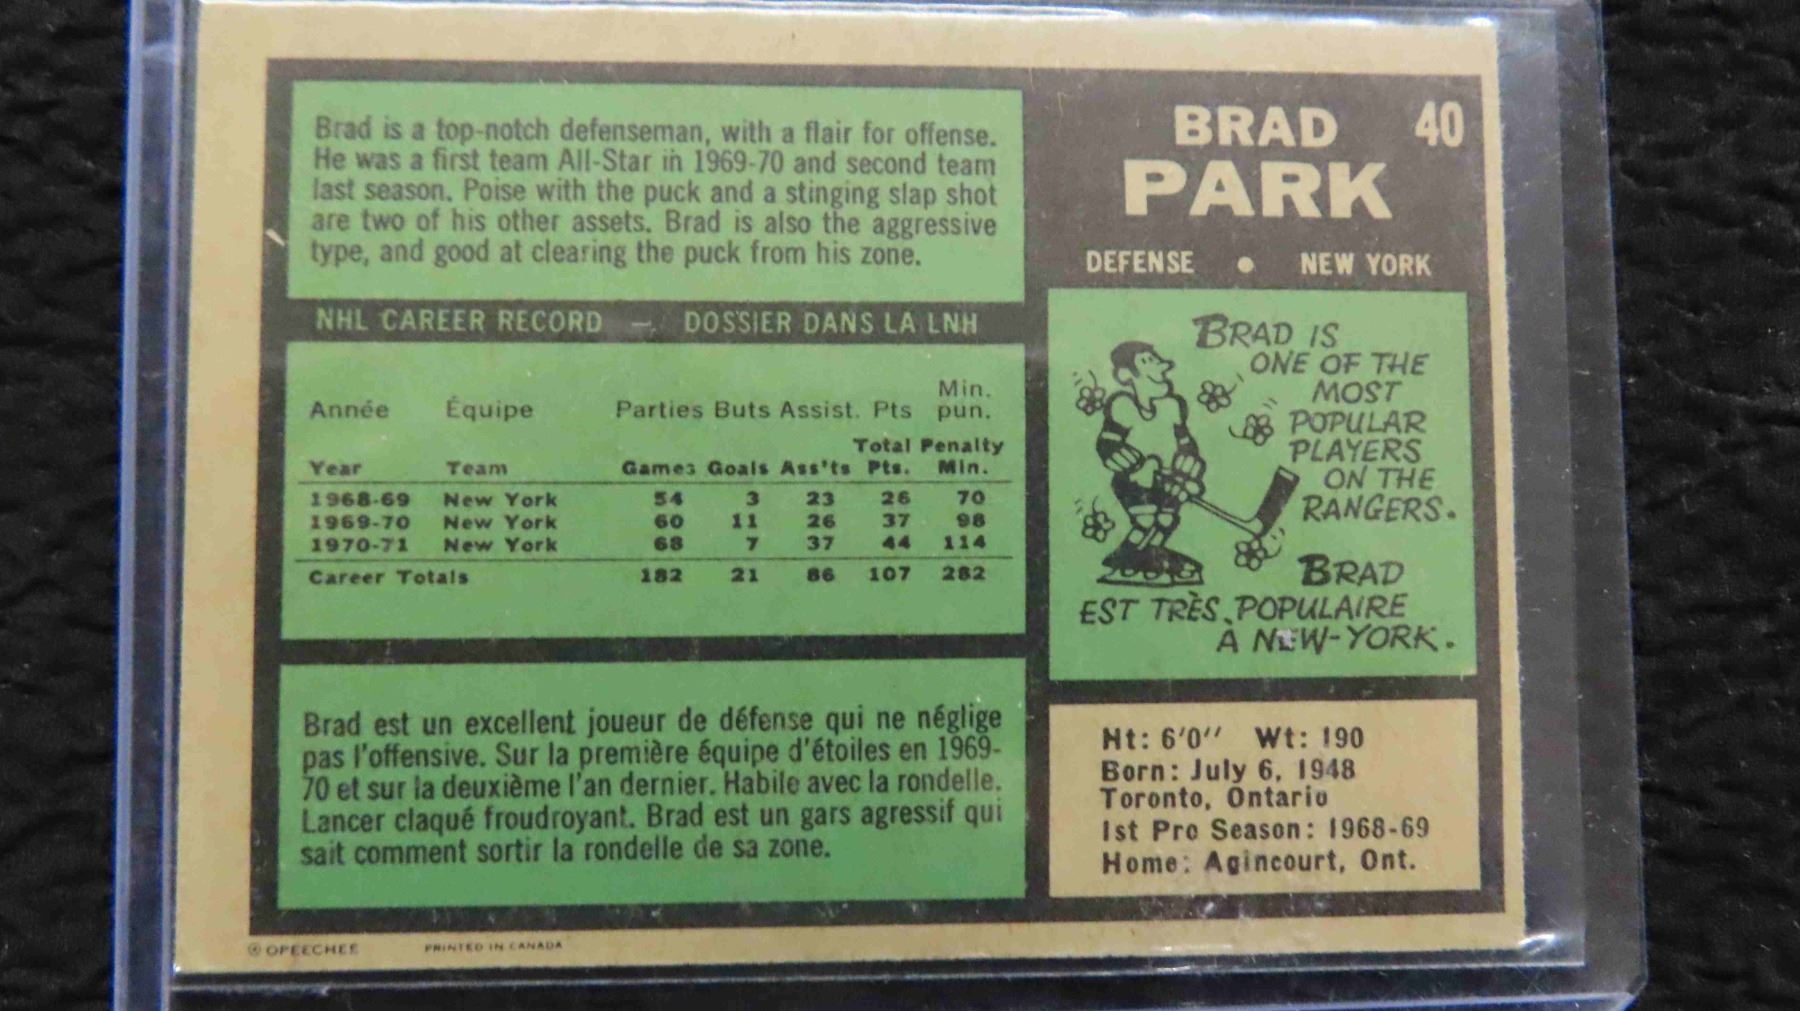 Brad is a top-notch defenseman, with a flair for offense.
He was a first team All-Star in 1969-70 and second team
last season. Poise with the puck and a stinging slap shot
are two of his other assets. Brad is also the aggressive
type, and good at clearing the puck from his zone.
NHL CAREER RECORD — DOSSIER DANS LA LNH
Année Équipe Parties Buts Assist. Pts Min. pun.
Year Team Games Goals Ass'ts Total Pts. Penalty Min.
1968-69 New York 54 3 23 26 70
1969-70 New York 60 11 26 37 98
1970-71 New York 68 7 37 44 114
Career Totals 182 21 86 107 282
Brad est un excellent joueur de défense qui ne néglige
pas l'offensive. Sur la première équipe d'étoiles en 1969-
70 et sur la deuxième l'an dernier. Habile avec la rondelle.
Lancer claqué froudroyant. Brad est un gars agressif qui
sait comment sortir la rondelle de sa zone.
© OPEECHEE PRINTED IN CANADA
BRAD 40
PARK
DEFENSE • NEW YORK
BRAD IS
ONE OF THE
MOST
POPULAR
PLAYERS
ON THE
RANGERS.
BRAD
EST TRÈS POPULAIRE
À NEW-YORK.
Ht: 6'0" Wt: 190
Born: July 6, 1948
Toronto, Ontario
1st Pro Season: 1968-69
Home: Agincourt, Ont.